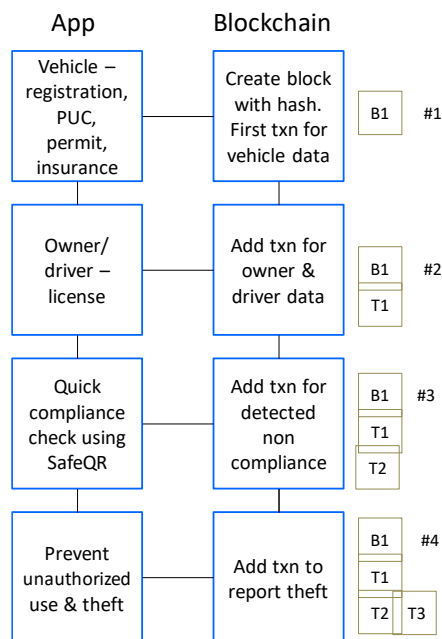 App
Blockchain
Vehicle –
registration,
PUC,
permit,
insurance
Create block
with hash.
First txn for
vehicle data
B1
#1
Owner/
driver –
license
Add txn for
owner &
driver data
B1
#2
T1
Quick
compliance
check using
SafeQR
Add txn for
detected
non
compliance
B1
#3
T1
T2
Prevent
unauthorized
use & theft
Add txn to
report theft
B1
#4
T1
T2
T3